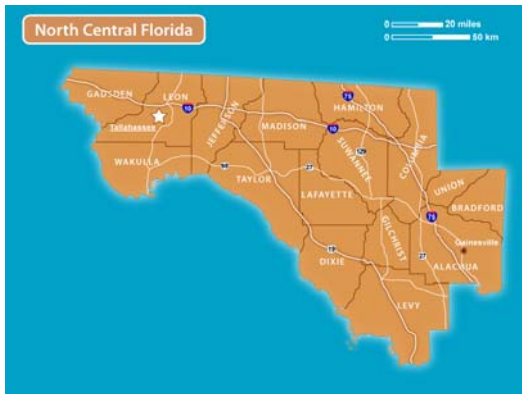 North Central Florida
0 20 miles
0 50 km
GADSDEN
LEON
10
Tallahassee
JEFFERSON
MADISON
75
HAMILTON
10
WAKULLA
98
TAYLOR
27
LAFAYETTE
SUWANNEE
129
COLUMBIA
UNION
BRADFORD
75
GILCHRIST
Gainesville
19
DIXIE
27
ALACHUA
LEVY